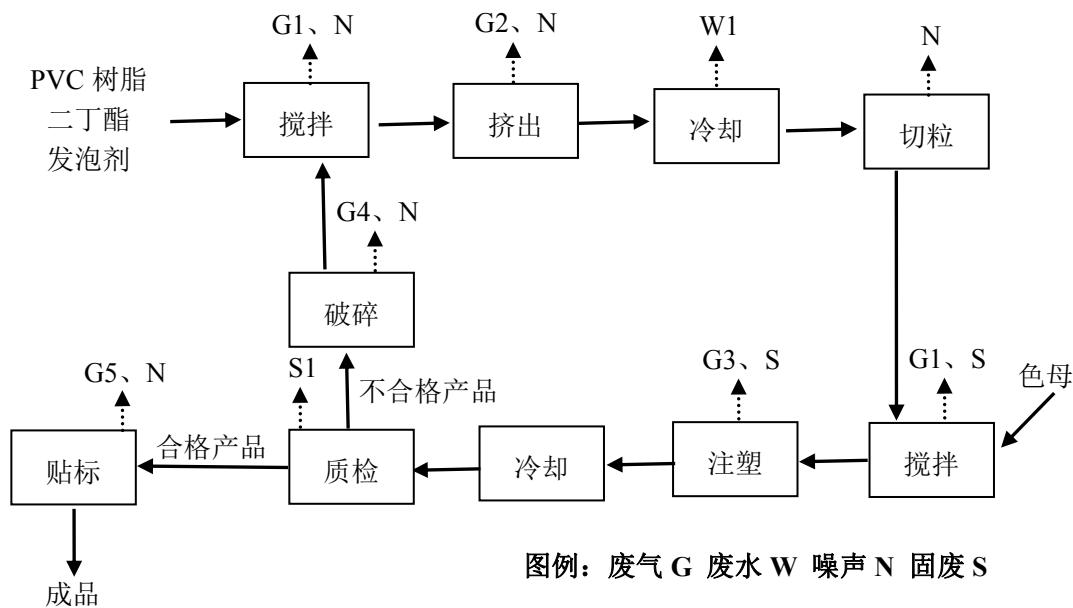 G1、N
G2、N
W1
N
PVC 树脂
二丁酯
发泡剂
搅拌
挤出
冷却
切粒
G4、N
破碎
G5、N
S1
不合格产品
G3、S
G1、S
色母
贴标
合格产品
质检
冷却
注塑
搅拌
成品
图例：废气 G 废水 W 噪声 N 固废 S